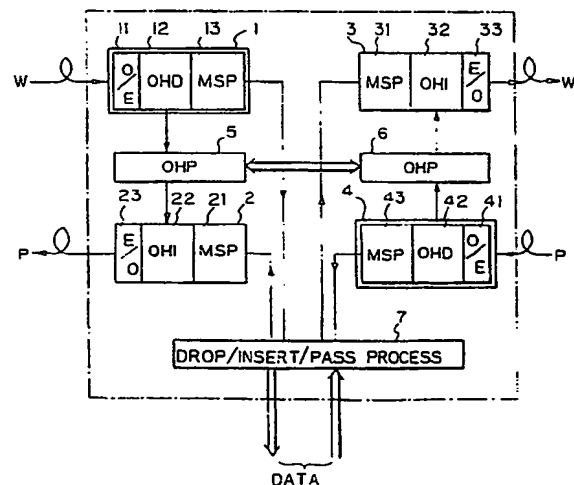 11 12 13 1
W O/E OHD MSP
3 31 32 33
MSP OHI E/O W
5
OHP
6
OHP
23 22 21 2
P E/O OHI MSP
4 43 42 41
MSP OHD O/E P
7
DROP/INSERT/PASS PROCESS
DATA